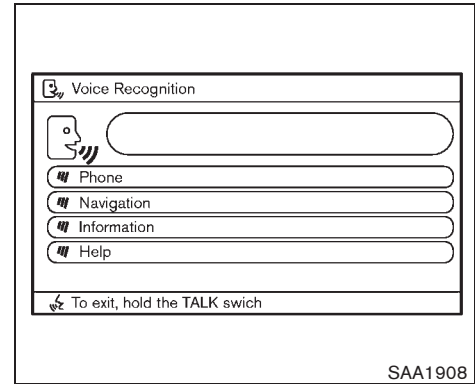 Voice Recognition
Phone
Navigation
Information
Help
To exit, hold the TALK swich
SAA1908